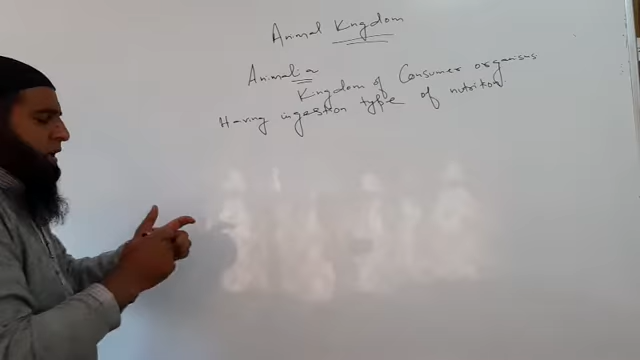 Animal Kingdom
Animalia
Kingdom of Consumer organisms
Having ingestion type of nutrition